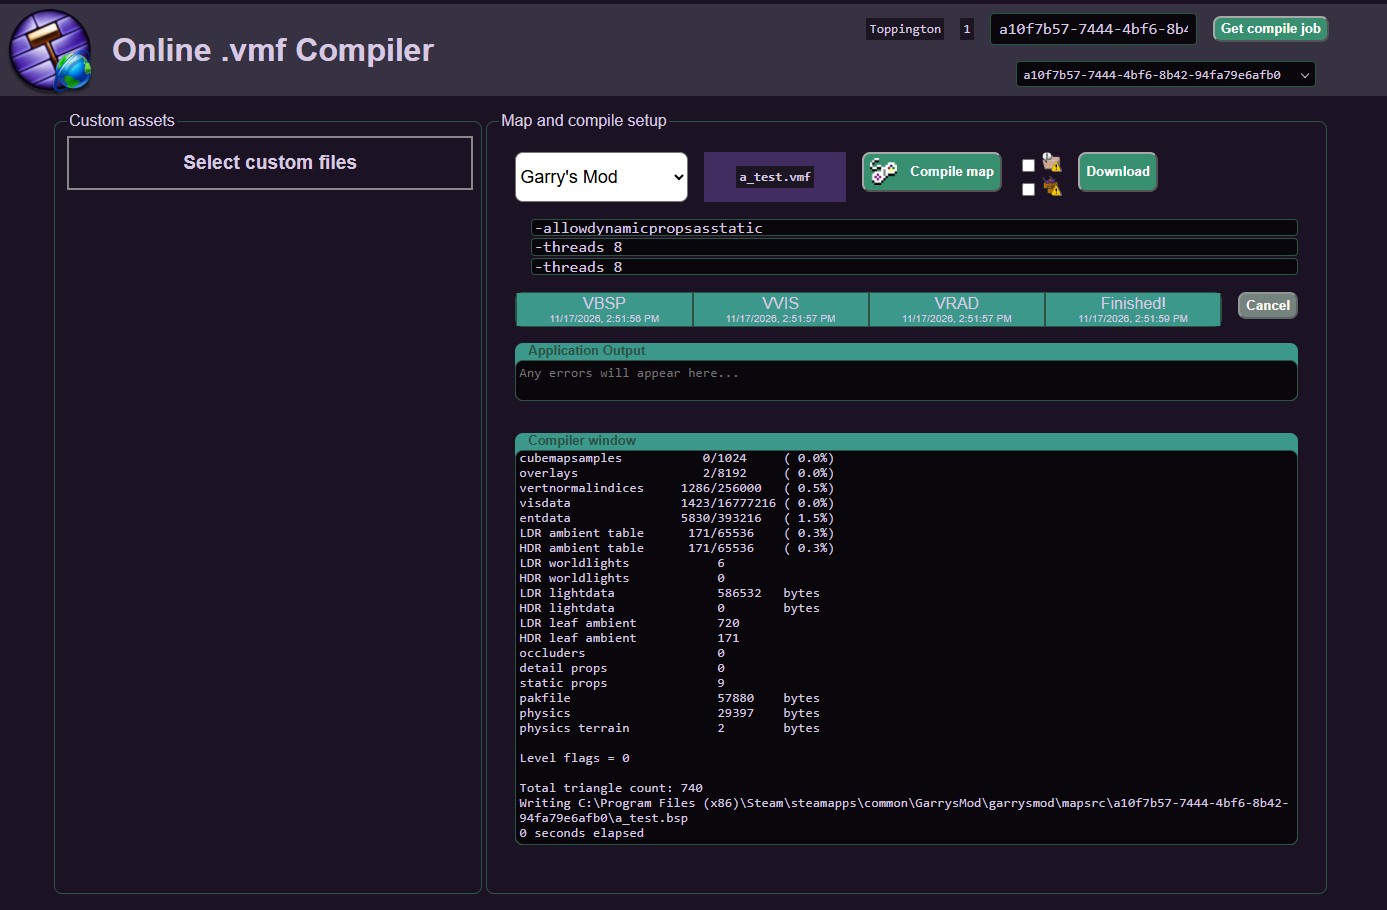 Online .vmf Compiler
Toppington 1 a10f7b57-7444-4bf6-8b4 Get compile job
a10f7b57-7444-4bf6-8b42-94fa79e6afb0
Custom assets
Select custom files
Map and compile setup
Garry's Mod a_test.vmf Compile map Download
-allowdynamicpropsasstatic
-threads 8
-threads 8
VBSP VVIS VRAD Finished! Cancel
11/17/2026, 2:51:56 PM 11/17/2026, 2:51:57 PM 11/17/2026, 2:51:57 PM 11/17/2026, 2:51:59 PM
Application Output
Any errors will appear here...
Compiler window
cubemapsamples 0/1024 ( 0.0%)
overlays 2/8192 ( 0.0%)
vertnormalindices 1286/256000 ( 0.5%)
visdata 1423/16777216 ( 0.0%)
entdata 5830/393216 ( 1.5%)
LDR ambient table 171/65536 ( 0.3%)
HDR ambient table 171/65536 ( 0.3%)
LDR worldlights 6
HDR worldlights 0
LDR lightdata 586532 bytes
HDR lightdata 0 bytes
LDR leaf ambient 720
HDR leaf ambient 171
occluders 0
detail props 0
static props 9
pakfile 57880 bytes
physics 29397 bytes
physics terrain 2 bytes
Level flags = 0
Total triangle count: 740
Writing C:\Program Files (x86)\Steam\steamapps\common\GarrysMod\garrysmod\mapsrc\a10f7b57-7444-4bf6-8b42-
94fa79e6afb0\a_test.bsp
0 seconds elapsed